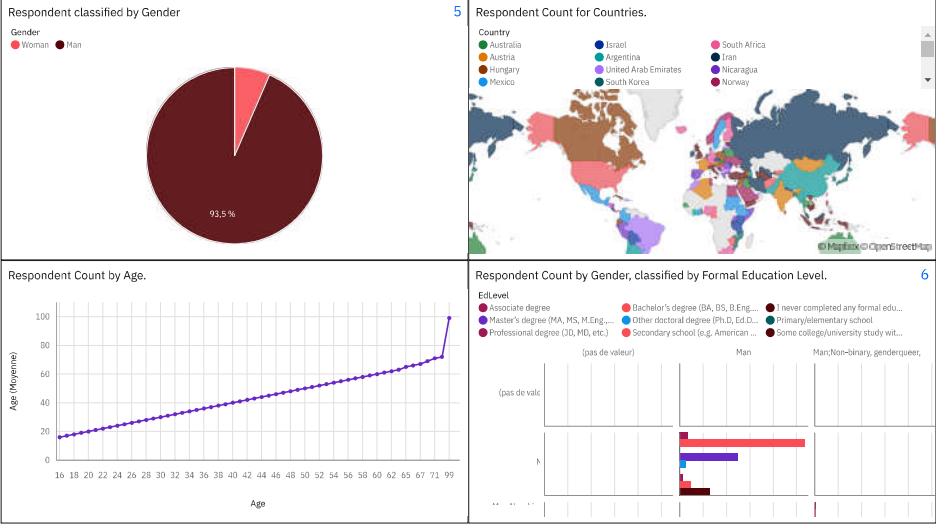 Respondent classified by Gender
5
Gender
Woman Man
93,5 %
Respondent Count for Countries.
Country
Australia Israel South Africa
Austria Argentina Iran
Hungary United Arab Emirates Nicaragua
Mexico South Korea Norway
© Mapbox © OpenStreetMap
Respondent Count by Age.
Age (Moyenne)
100
80
60
40
20
0
16 18 20 22 24 26 28 30 32 34 36 38 40 42 44 46 48 50 52 54 56 58 60 62 65 67 71 99
Age
Respondent Count by Gender, classified by Formal Education Level.
6
EdLevel
Associate degree Bachelor's degree (BA, BS, B.Eng.... I never completed any formal edu...
Master's degree (MA, MS, M.Eng.,... Other doctoral degree (Ph.D, Ed.D... Primary/elementary school
Professional degree (JD, MD, etc.) Secondary school (e.g. American ... Some college/university study wit...
(pas de valeur) Man Man;Non-binary, genderqueer,
(pas de valc